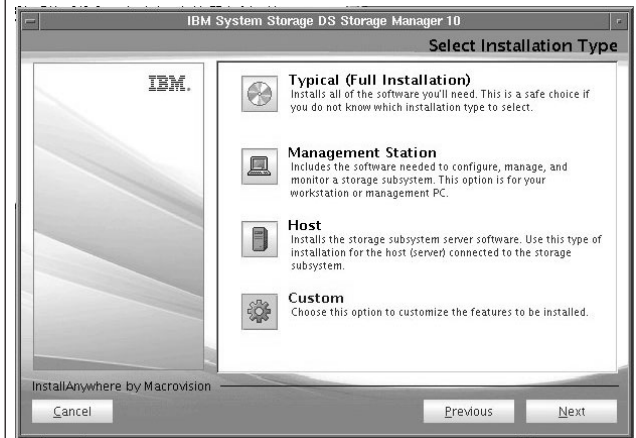 IBM System Storage DS Storage Manager 10
Select Installation Type
IBM.
Typical (Full Installation)
Installs all of the software you'll need. This is a safe choice if
you do not know which installation type to select.
Management Station
Includes the software needed to configure, manage, and
monitor a storage subsystem. This option is for your
workstation or management PC.
Host
Installs the storage subsystem server software. Use this type of
installation for the host (server) connected to the storage
subsystem.
Custom
Choose this option to customize the features to be installed.
InstallAnywhere by Macrovision
Cancel
Previous
Next